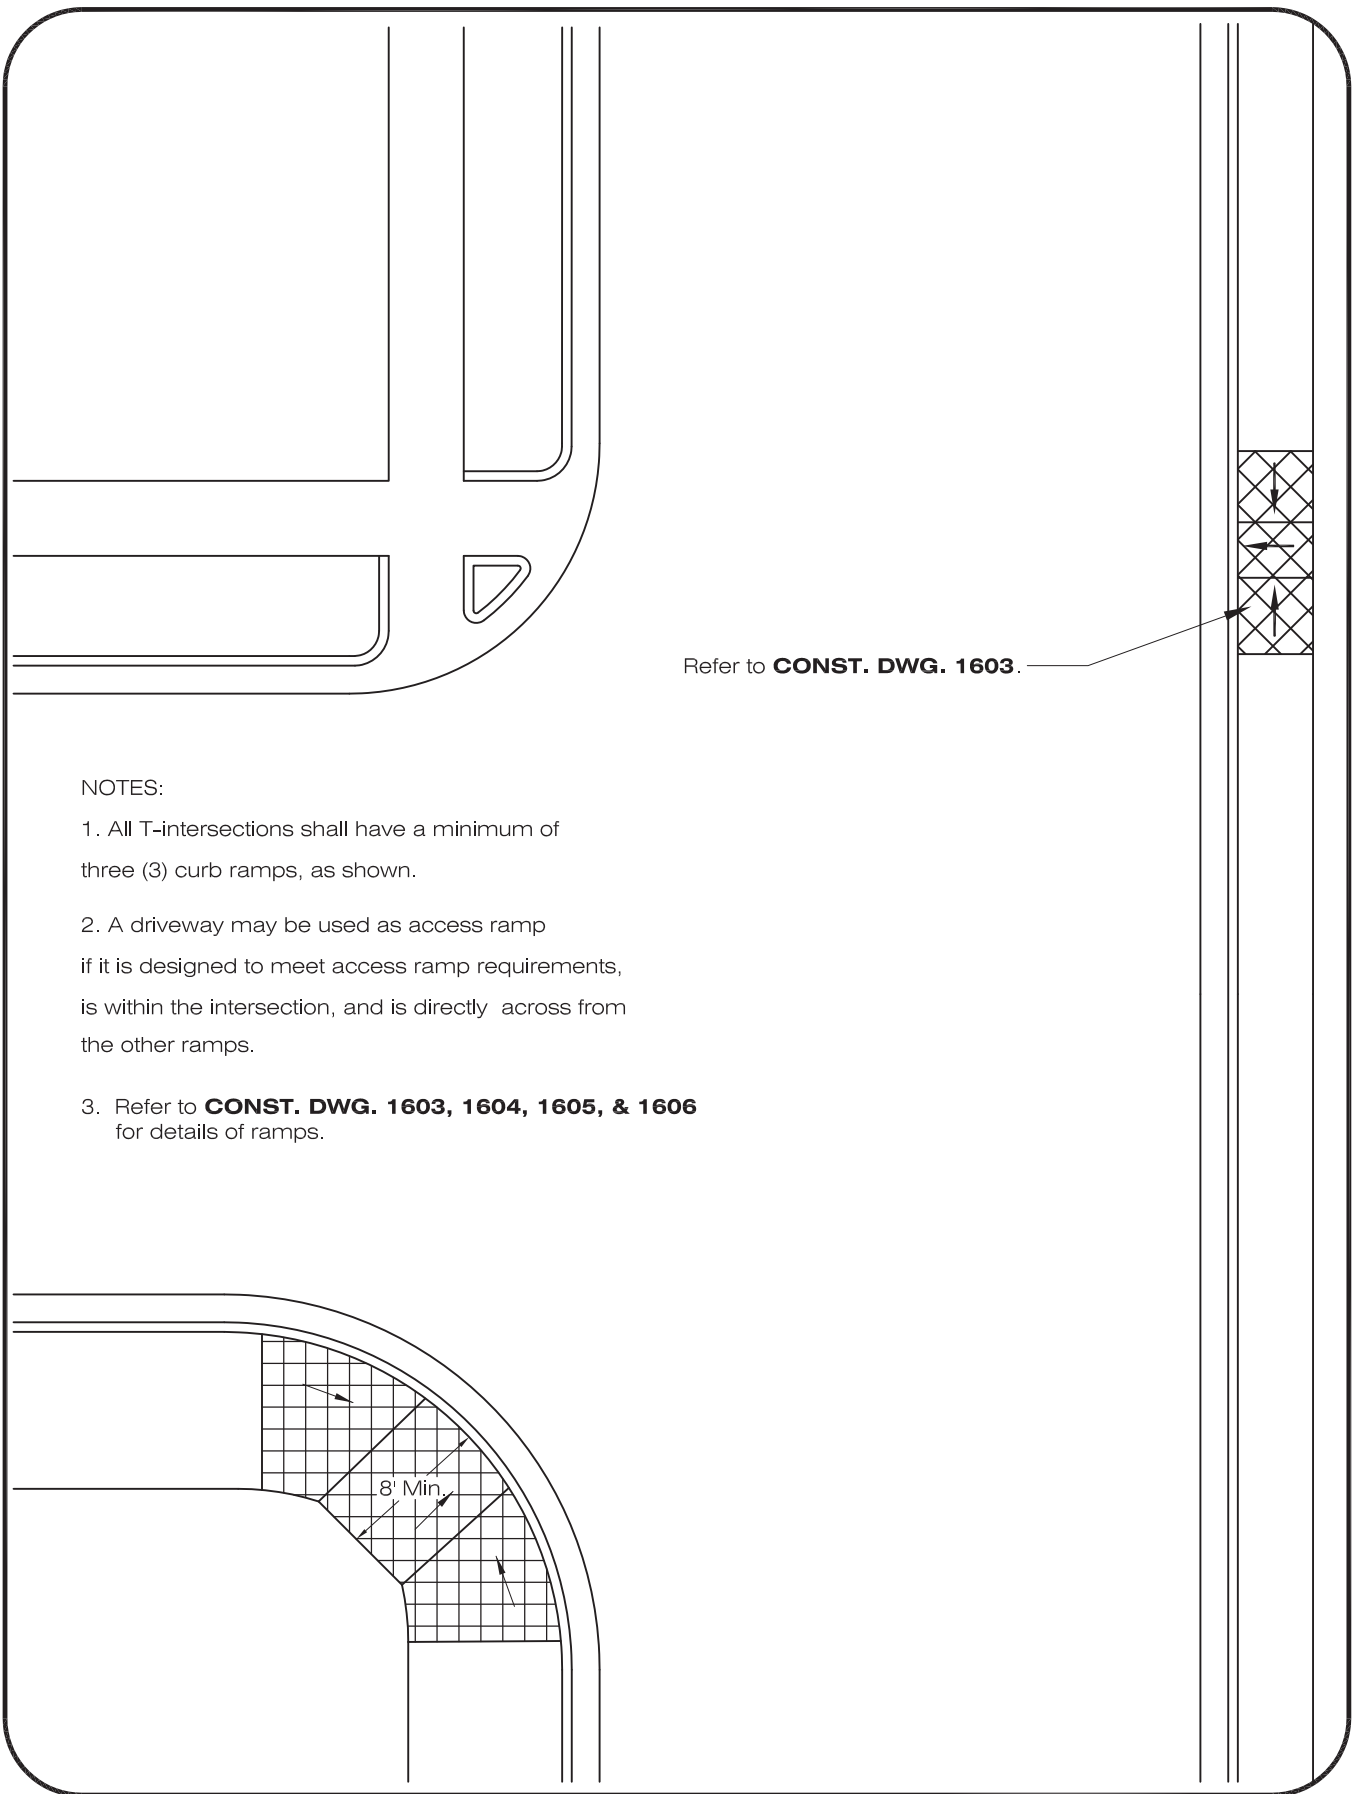 Refer to CONST. DWG. 1603.
NOTES:
1. All T-intersections shall have a minimum of
three (3) curb ramps, as shown.
2. A driveway may be used as access ramp
if it is designed to meet access ramp requirements,
is within the intersection, and is directly across from
the other ramps.
3. Refer to CONST. DWG. 1603, 1604, 1605, & 1606
for details of ramps.
8' Min.